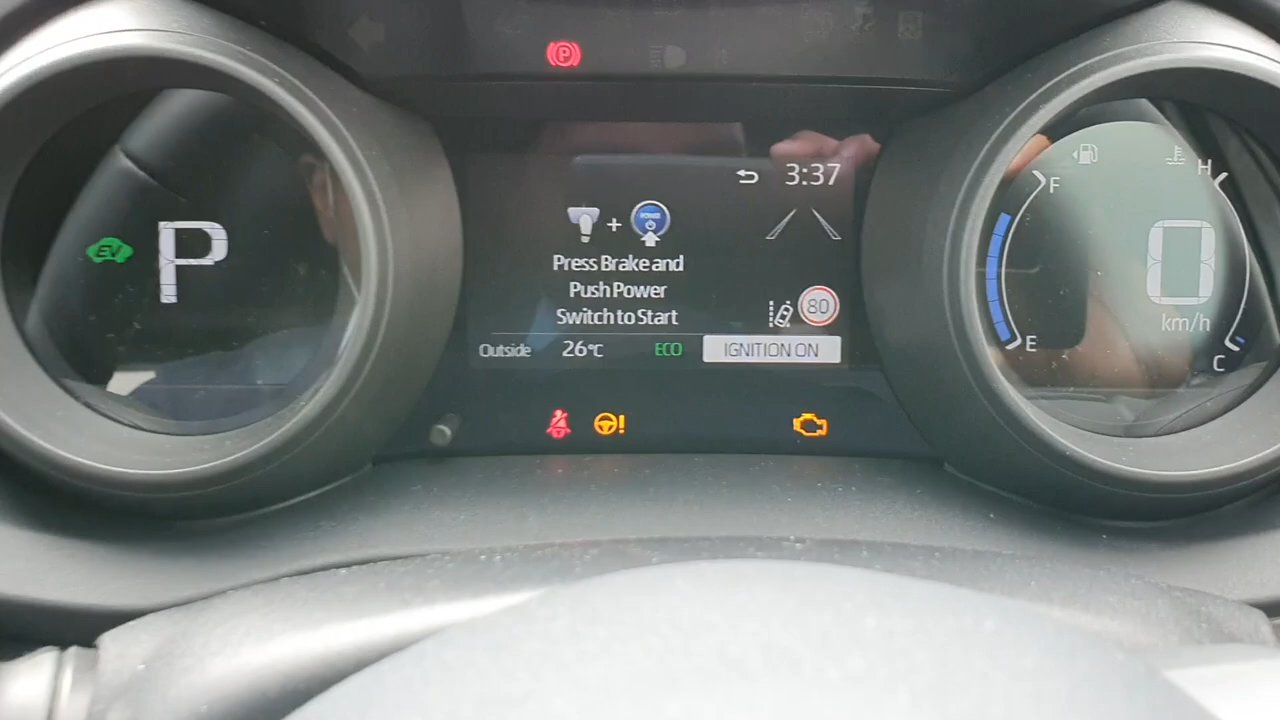 P
3:37
POWER
+
Press Brake and
Push Power
Switch to Start
80
Outside 26°C ECO IGNITION ON
EV
P
F
E
H
C
0
km/h